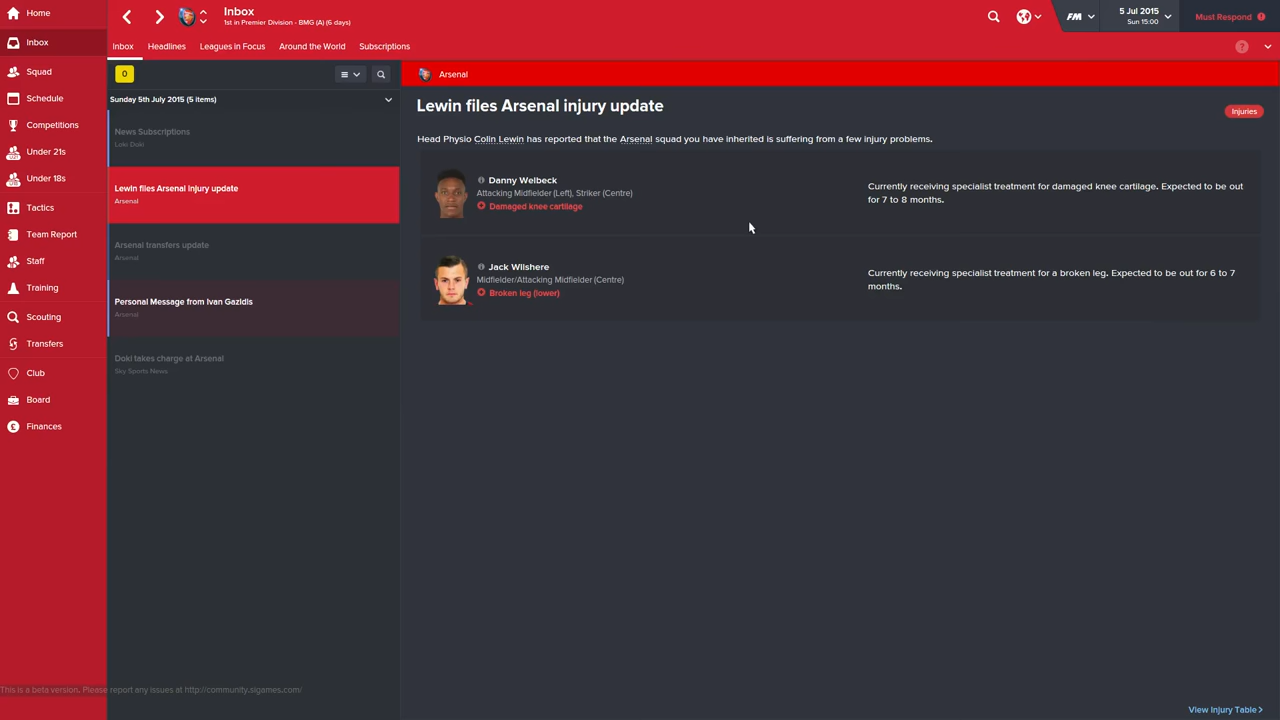 Home
Inbox
Squad
Schedule
Competitions
Under 21s
Under 18s
Tactics
Team Report
Staff
Training
Scouting
Transfers
Club
Board
Finances
Inbox
1st in Premier Division - BMG (A) (6 days)
FM
5 Jul 2015
Sun 15:00
Must Respond
Inbox Headlines Leagues in Focus Around the World Subscriptions
0
Sunday 5th July 2015 (5 items)
News Subscriptions
Loki Doki
Lewin files Arsenal injury update
Arsenal
Arsenal transfers update
Arsenal
Personal Message from Ivan Gazidis
Arsenal
Doki takes charge at Arsenal
Sky Sports News
Arsenal
Lewin files Arsenal injury update
Injuries
Head Physio Colin Lewin has reported that the Arsenal squad you have inherited is suffering from a few injury problems.
Danny Welbeck
Attacking Midfielder (Left), Striker (Centre)
Damaged knee cartilage
Currently receiving specialist treatment for damaged knee cartilage. Expected to be out
for 7 to 8 months.
Jack Wilshere
Midfielder/Attacking Midfielder (Centre)
Broken leg (lower)
Currently receiving specialist treatment for a broken leg. Expected to be out for 6 to 7
months.
This is a beta version. Please report any issues at http://community.sigames.com/
View Injury Table >